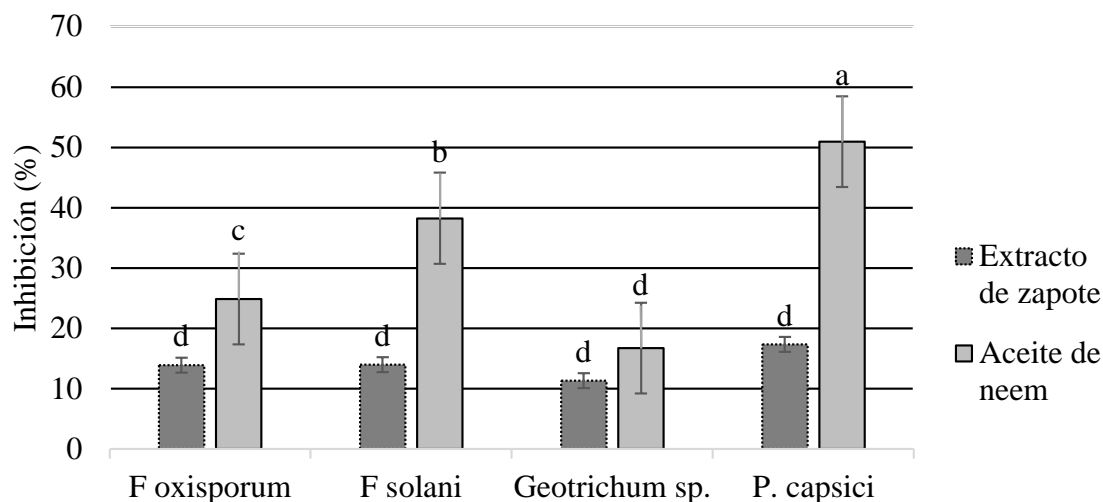 70
60
50
40
30
20
10
0
Inhibición (%)
d
c
d
b
d
d
d
a
F oxisporum
F solani
Geotrichum sp.
P. capsici
Extracto
de zapote
Aceite de
neem